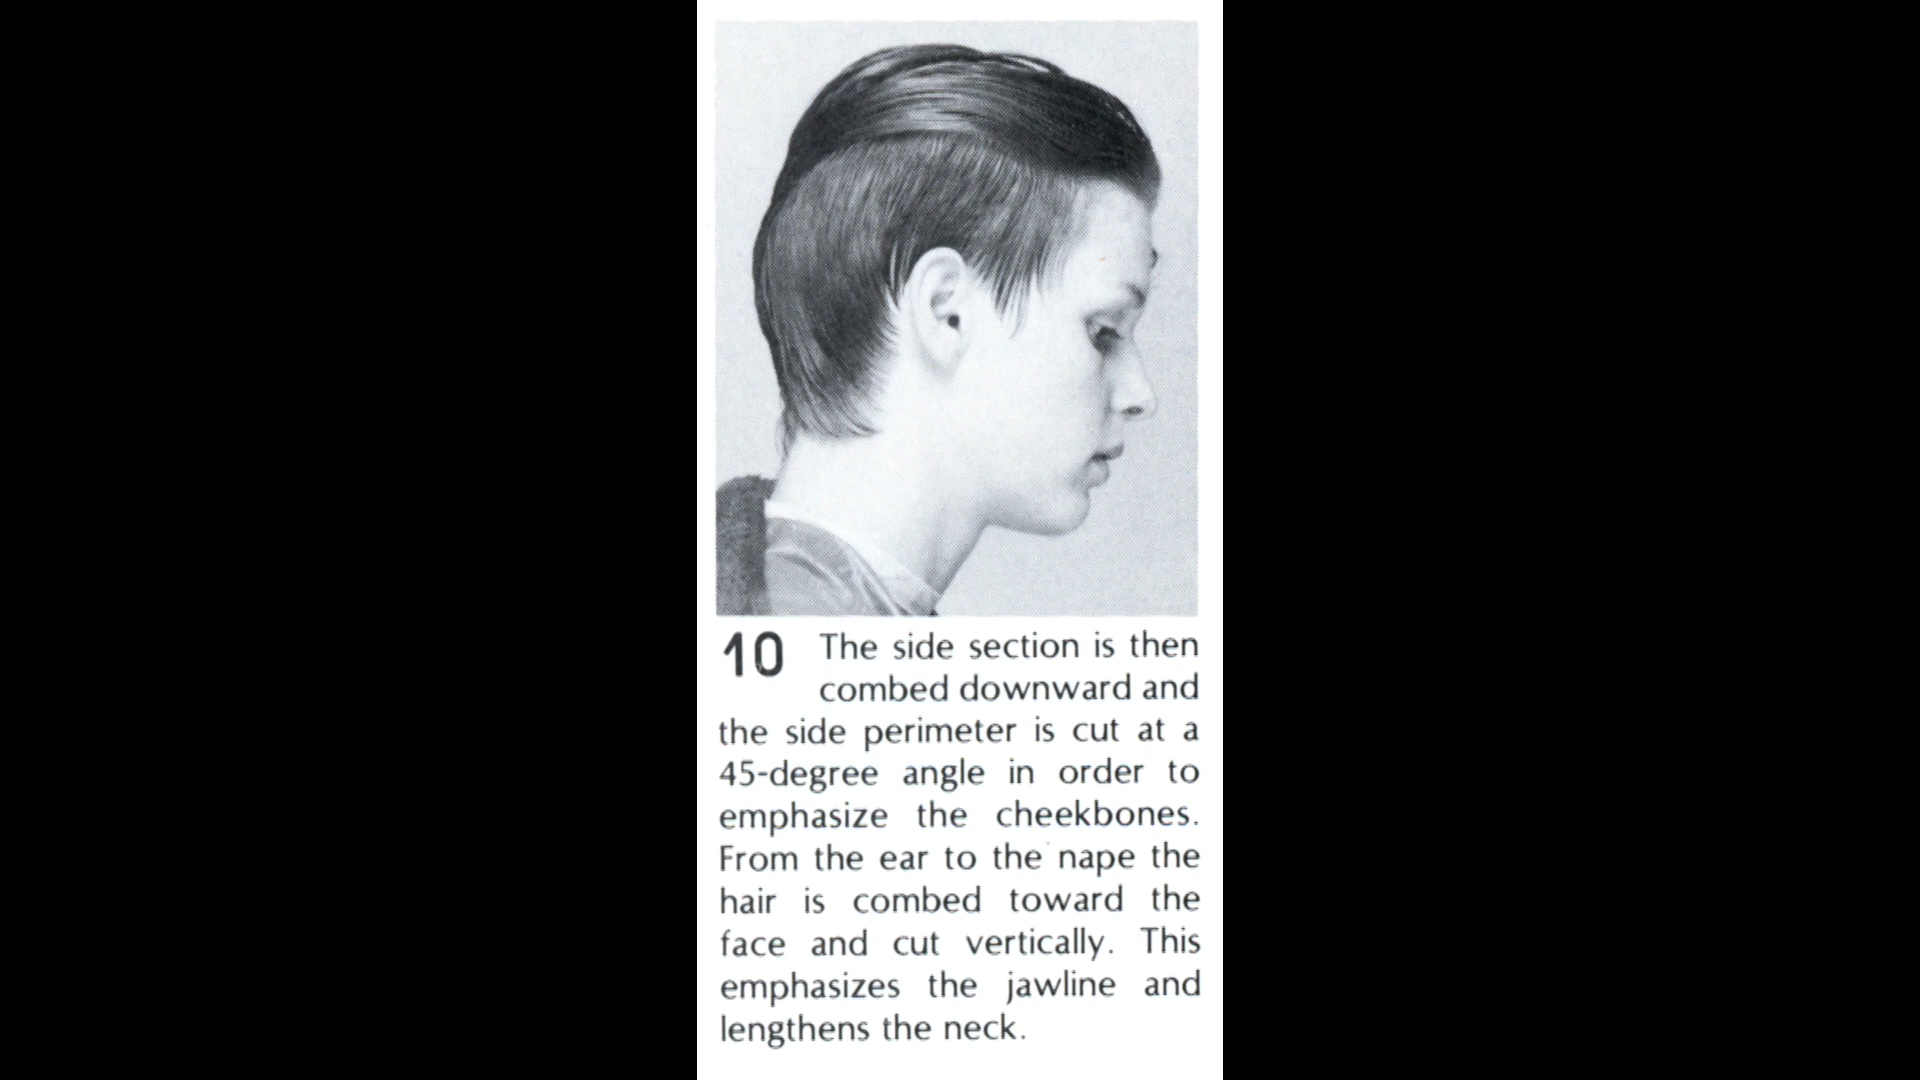 10 The side section is then
combed downward and
the side perimeter is cut at a
45-degree angle in order to
emphasize the cheekbones.
From the ear to the nape the
hair is combed toward the
face and cut vertically. This
emphasizes the jawline and
lengthens the neck.